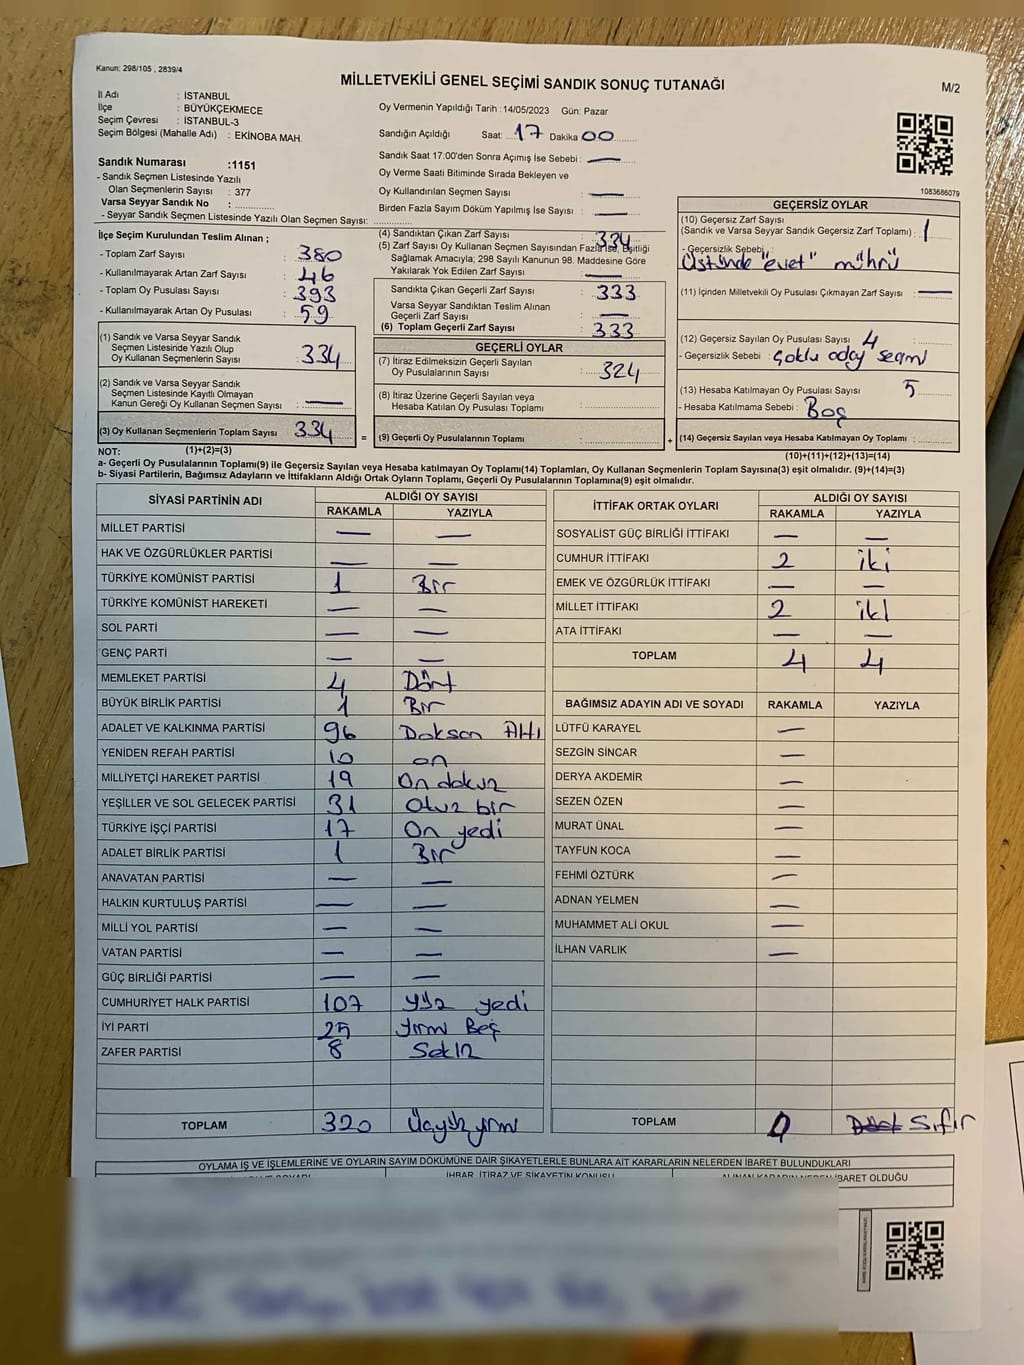 Kanun: 298/105 , 2839/4
MİLLETVEKİLİ GENEL SEÇİMİ SANDIK SONUÇ TUTANAĞI
M/2
İl Adı : İSTANBUL
İlçe : BÜYÜKÇEKMECE
Seçim Çevresi : İSTANBUL-3
Seçim Bölgesi (Mahalle Adı) : EKİNOBA MAH.
Oy Vermenin Yapıldığı Tarih : 14/05/2023 Gün: Pazar
Sandığın Açıldığı Saat: 17 Dakika 00
Sandık Saat 17:00'den Sonra Açımış İse Sebebi : —
Oy Verme Saati Bitiminde Sırada Bekleyen ve
Oy Kullandırılan Seçmen Sayısı : —
Birden Fazla Sayım Döküm Yapılmış İse Sayısı : —
1083686079
Sandık Numarası :1151
- Sandık Seçmen Listesinde Yazılı
Olan Seçmenlerin Sayısı : 377
Varsa Seyyar Sandık No :
- Seyyar Sandık Seçmen Listesinde Yazılı Olan Seçmen Sayısı:
İlçe Seçim Kurulundan Teslim Alınan ;
- Toplam Zarf Sayısı : 380
- Kullanılmayarak Artan Zarf Sayısı : 46
- Toplam Oy Pusulası Sayısı : 393
- Kullanılmayarak Artan Oy Pusulası : 59
(1) Sandık ve Varsa Seyyar Sandık
Seçmen Listesinde Yazılı Olup
Oy Kullanan Seçmenlerin Sayısı : 334
(2) Sandık ve Varsa Seyyar Sandık
Seçmen Listesinde Kayıtlı Olmayan
Kanun Gereği Oy Kullanan Seçmen Sayısı : —
(3) Oy Kullanan Seçmenlerin Toplam Sayısı 334
(1)+(2)=(3)
(4) Sandıktan Çıkan Zarf Sayısı : 334
(5) Zarf Sayısı Oy Kullanan Seçmen Sayısından Fazla İse, Eşitliği
Sağlamak Amacıyla; 298 Sayılı Kanunun 98. Maddesine Göre
Yakılarak Yok Edilen Zarf Sayısı : —
Sandıkta Çıkan Geçerli Zarf Sayısı : 333
Varsa Seyyar Sandıktan Teslim Alınan
Geçerli Zarf Sayısı : —
(6) Toplam Geçerli Zarf Sayısı : 333
GEÇERLİ OYLAR
(7) İtiraz Edilmeksizin Geçerli Sayılan
Oy Pusulalarının Sayısı : 324
(8) İtiraz Üzerine Geçerli Sayılan veya
Hesaba Katılan Oy Pusulası Toplamı :
= (9) Geçerli Oy Pusulalarının Toplamı : +
GEÇERSİZ OYLAR
(10) Geçersiz Zarf Sayısı
(Sandık ve Varsa Seyyar Sandık Geçersiz Zarf Toplamı) : 1
- Geçersizlik Sebebi :
Üstünde "evet" mührü
(11) İçinden Milletvekili Oy Pusulası Çıkmayan Zarf Sayısı : —
(12) Geçersiz Sayılan Oy Pusulası Sayısı : 4
- Geçersizlik Sebebi : Çoklu aday seçimi
(13) Hesaba Katılmayan Oy Pusulası Sayısı 5
- Hesaba Katılmama Sebebi : Boş
(14) Geçersiz Sayılan veya Hesaba Katılmayan Oy Toplamı :
(10)+(11)+(12)+(13)=(14)
NOT:
a- Geçerli Oy Pusulalarının Toplamı(9) ile Geçersiz Sayılan veya Hesaba katılmayan Oy Toplamı(14) Toplamları, Oy Kullanan Seçmenlerin Toplam Sayısına(3) eşit olmalıdır. (9)+(14)=(3)
b- Siyasi Partilerin, Bağımsız Adayların ve İttifakların Aldığı Ortak Oyların Toplamı, Geçerli Oy Pusulalarının Toplamına(9) eşit olmalıdır.
SİYASİ PARTİNİN ADI ALDIĞI OY SAYISI
RAKAMLA YAZIYLA
MİLLET PARTİSİ — —
HAK VE ÖZGÜRLÜKLER PARTİSİ — —
TÜRKİYE KOMÜNİST PARTİSİ 1 Bir
TÜRKİYE KOMÜNİST HAREKETİ — —
SOL PARTİ — —
GENÇ PARTİ — —
MEMLEKET PARTİSİ 4 Dört
BÜYÜK BİRLİK PARTİSİ 1 Bir
ADALET VE KALKINMA PARTİSİ 96 Doksan Altı
YENİDEN REFAH PARTİSİ 10 on
MİLLİYETÇİ HAREKET PARTİSİ 19 On dokuz
YEŞİLLER VE SOL GELECEK PARTİSİ 31 Otuz bir
TÜRKİYE İŞÇİ PARTİSİ 17 On yedi
ADALET BİRLİK PARTİSİ 1 Bir
ANAVATAN PARTİSİ — —
HALKIN KURTULUŞ PARTİSİ — —
MİLLİ YOL PARTİSİ — —
VATAN PARTİSİ — —
GÜÇ BİRLİĞİ PARTİSİ — —
CUMHURİYET HALK PARTİSİ 107 yüz yedi
İYİ PARTİ 25 yirmi Beş
ZAFER PARTİSİ 8 Sekiz
TOPLAM 320 Üçyüz yirmi
İTTİFAK ORTAK OYLARI ALDIĞI OY SAYISI
RAKAMLA YAZIYLA
SOSYALİST GÜÇ BİRLİĞİ İTTİFAKI — —
CUMHUR İTTİFAKI 2 iki
EMEK VE ÖZGÜRLÜK İTTİFAKI — —
MİLLET İTTİFAKI 2 iki
ATA İTTİFAKI — —
TOPLAM 4 4
BAĞIMSIZ ADAYIN ADI VE SOYADI RAKAMLA YAZIYLA
LÜTFÜ KARAYEL —
SEZGİN SİNCAR —
DERYA AKDEMİR —
SEZEN ÖZEN —
MURAT ÜNAL —
TAYFUN KOCA —
FEHMİ ÖZTÜRK —
ADNAN YELMEN —
MUHAMMET ALİ OKUL —
İLHAN VARLIK —
TOPLAM 0 Sıfır
OYLAMA İŞ VE İŞLEMLERİNE VE OYLARIN SAYIM DÖKÜMÜNE DAİR ŞİKAYETLERLE BUNLARA AİT KARARLARIN NELERDEN İBARET BULUNDUKLARI
İHBAR, İTİRAZ VE ŞİKAYETİN KONUSU ALINAN KARARIN NEDEN İBARET OLDUĞU